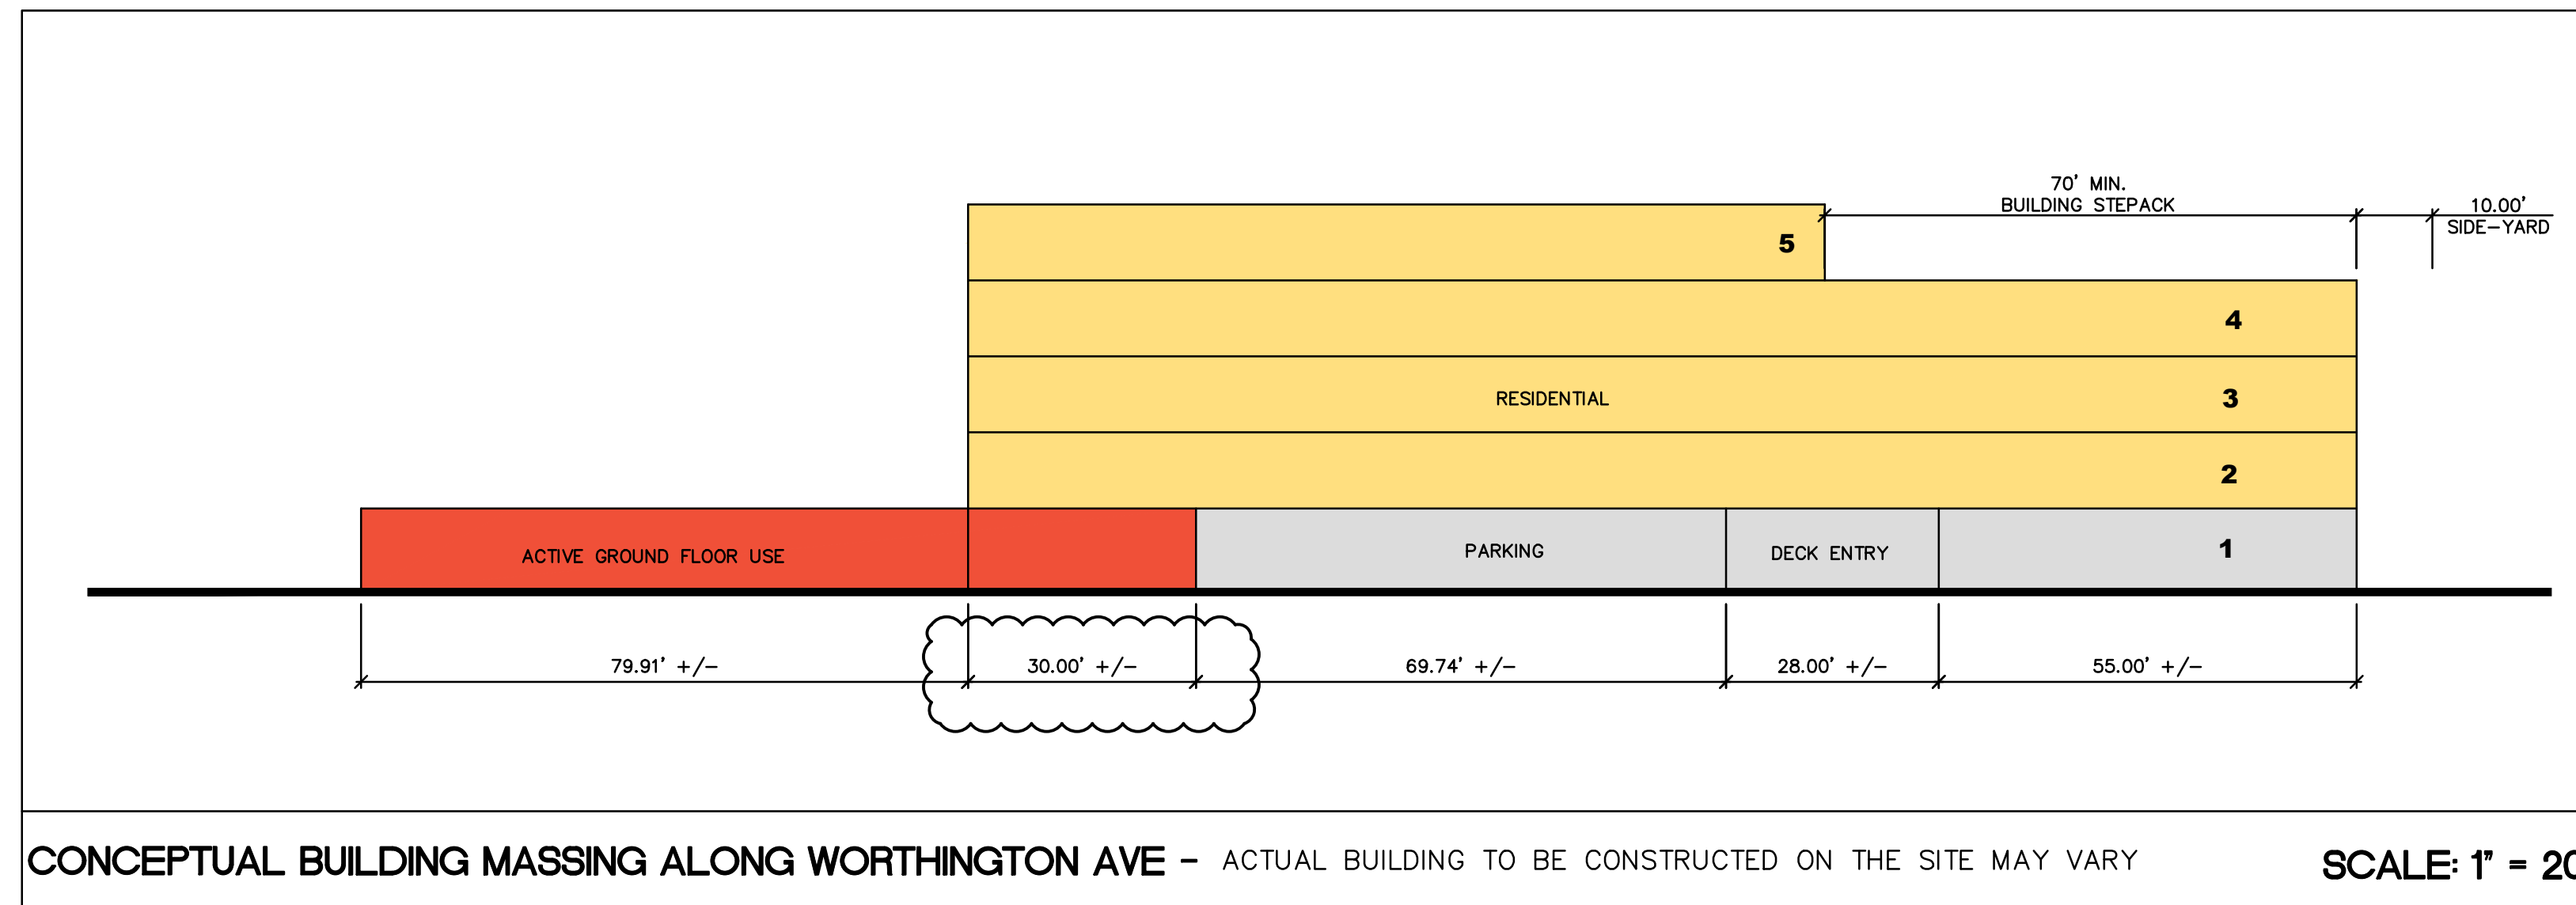 70' MIN.
BUILDING STEPACK
10.00'
SIDE-YARD
5
4
RESIDENTIAL
3
2
ACTIVE GROUND FLOOR USE
PARKING
DECK ENTRY
1
79.91' +/-
30.00' +/-
69.74' +/-
28.00' +/-
55.00' +/-
CONCEPTUAL BUILDING MASSING ALONG WORTHINGTON AVE - ACTUAL BUILDING TO BE CONSTRUCTED ON THE SITE MAY VARY
SCALE: 1" = 20